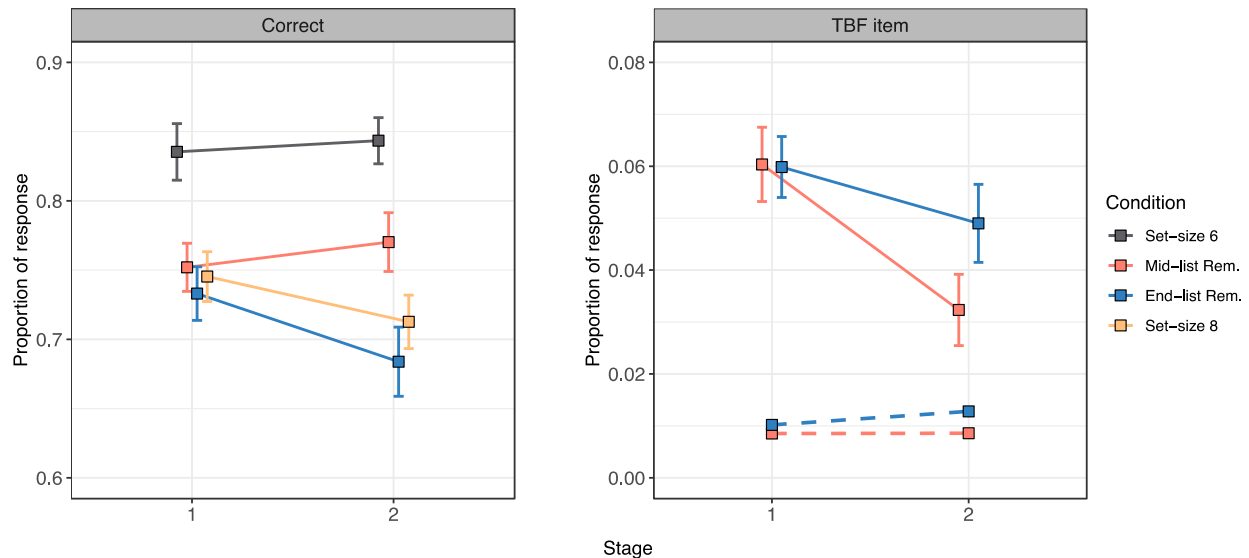 Correct
TBF item
Proportion of response
0.9
0.8
0.7
0.6
1
2
Proportion of response
0.08
0.06
0.04
0.02
0.00
1
2
Stage
Condition
Set-size 6
Mid-list Rem.
End-list Rem.
Set-size 8